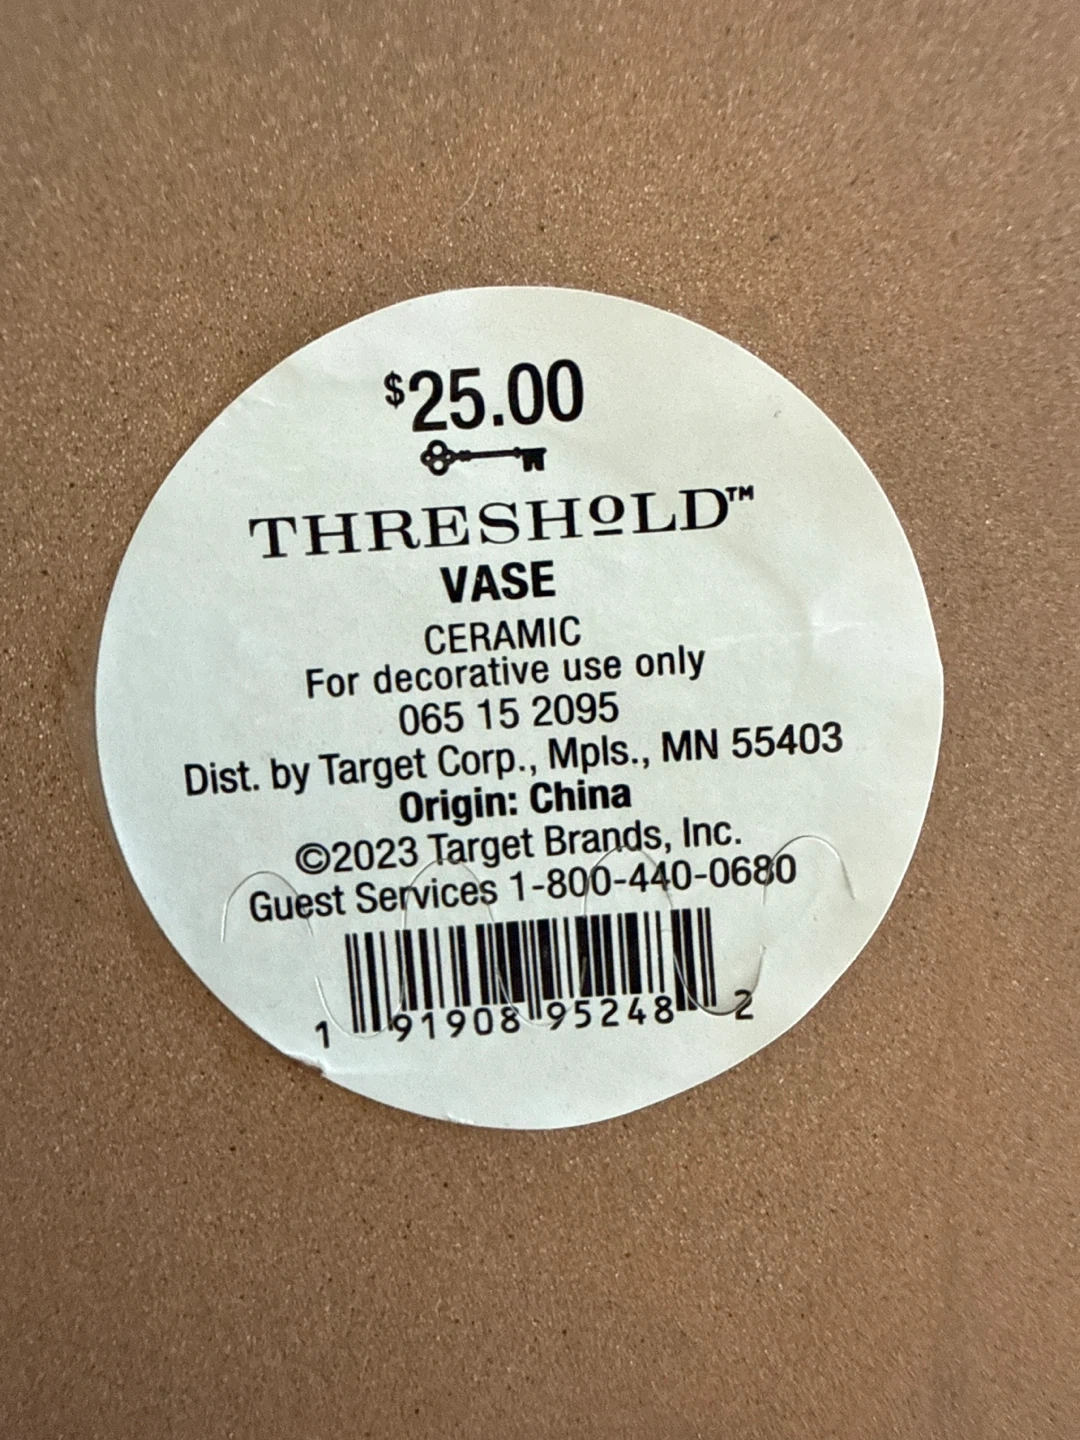 $25.00
THRESHOLD™
VASE
CERAMIC
For decorative use only
065 15 2095
Dist. by Target Corp., Mpls., MN 55403
Origin: China
©2023 Target Brands, Inc.
Guest Services 1-800-440-0680
1 91908 95248 2